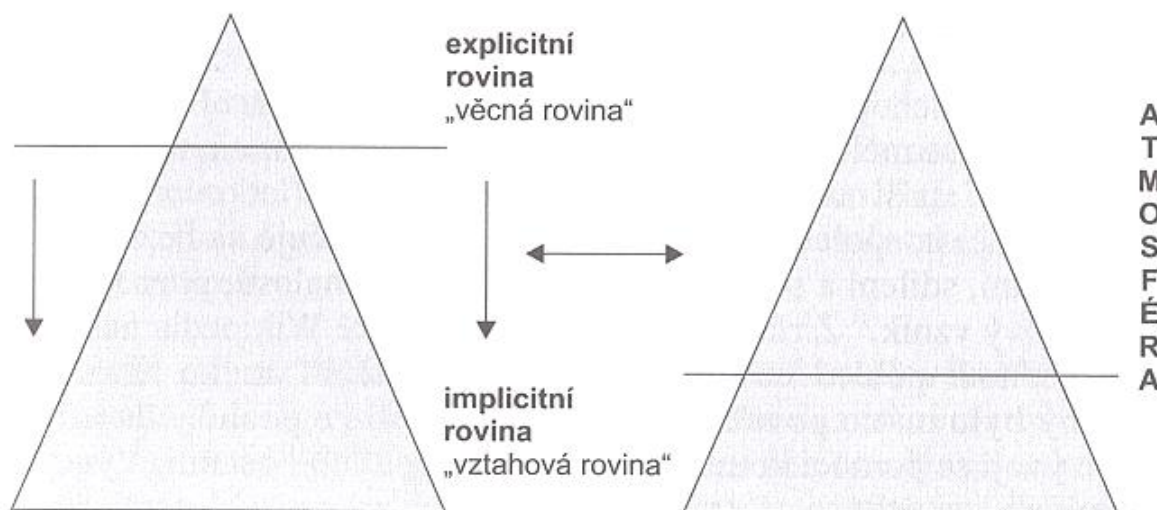 explicitní
rovina
„věcná rovina“
implicitní
rovina
„vztahová rovina“
A
T
M
O
S
F
É
R
A